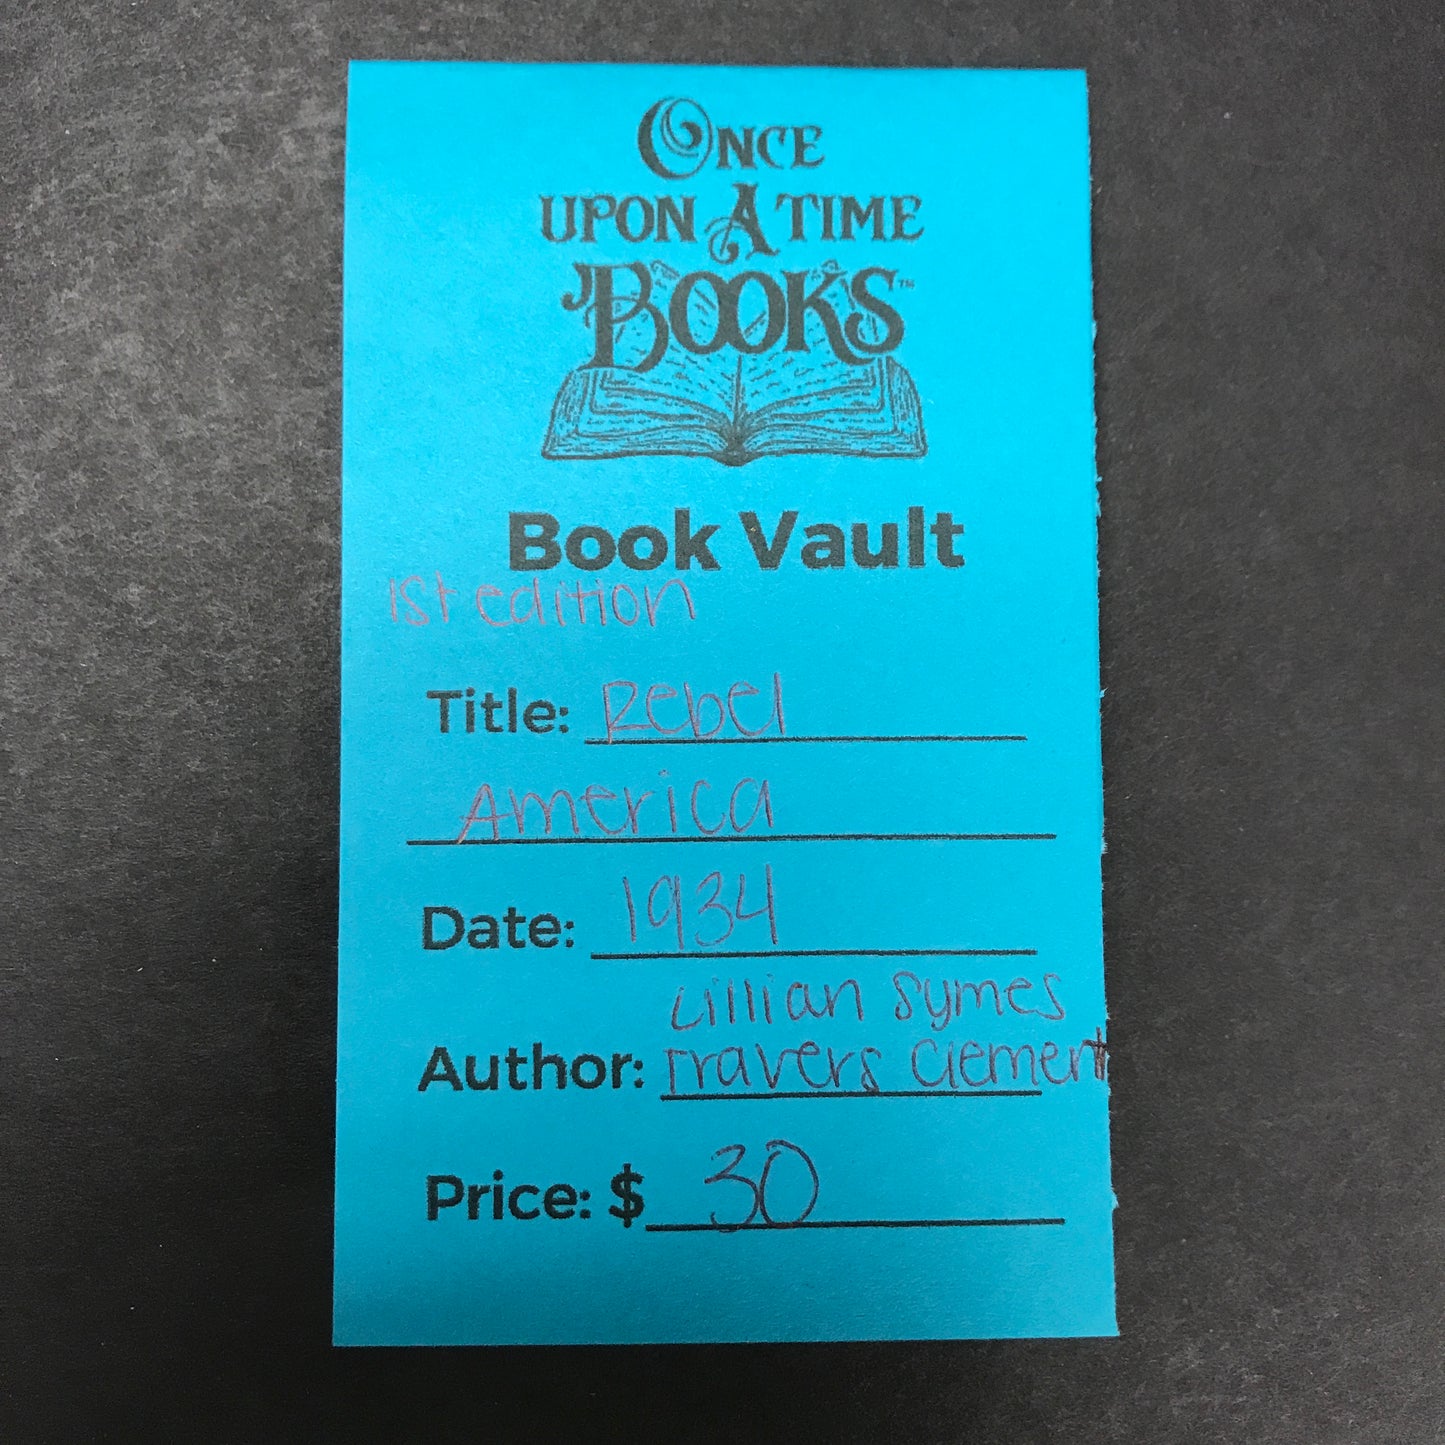 ONCE
UPON A TIME
BOOKS™
Book Vault
1st edition
Title: Rebel
America
Date: 1934
Lillian Symes
Author: Travers Clement
Price: $ 30